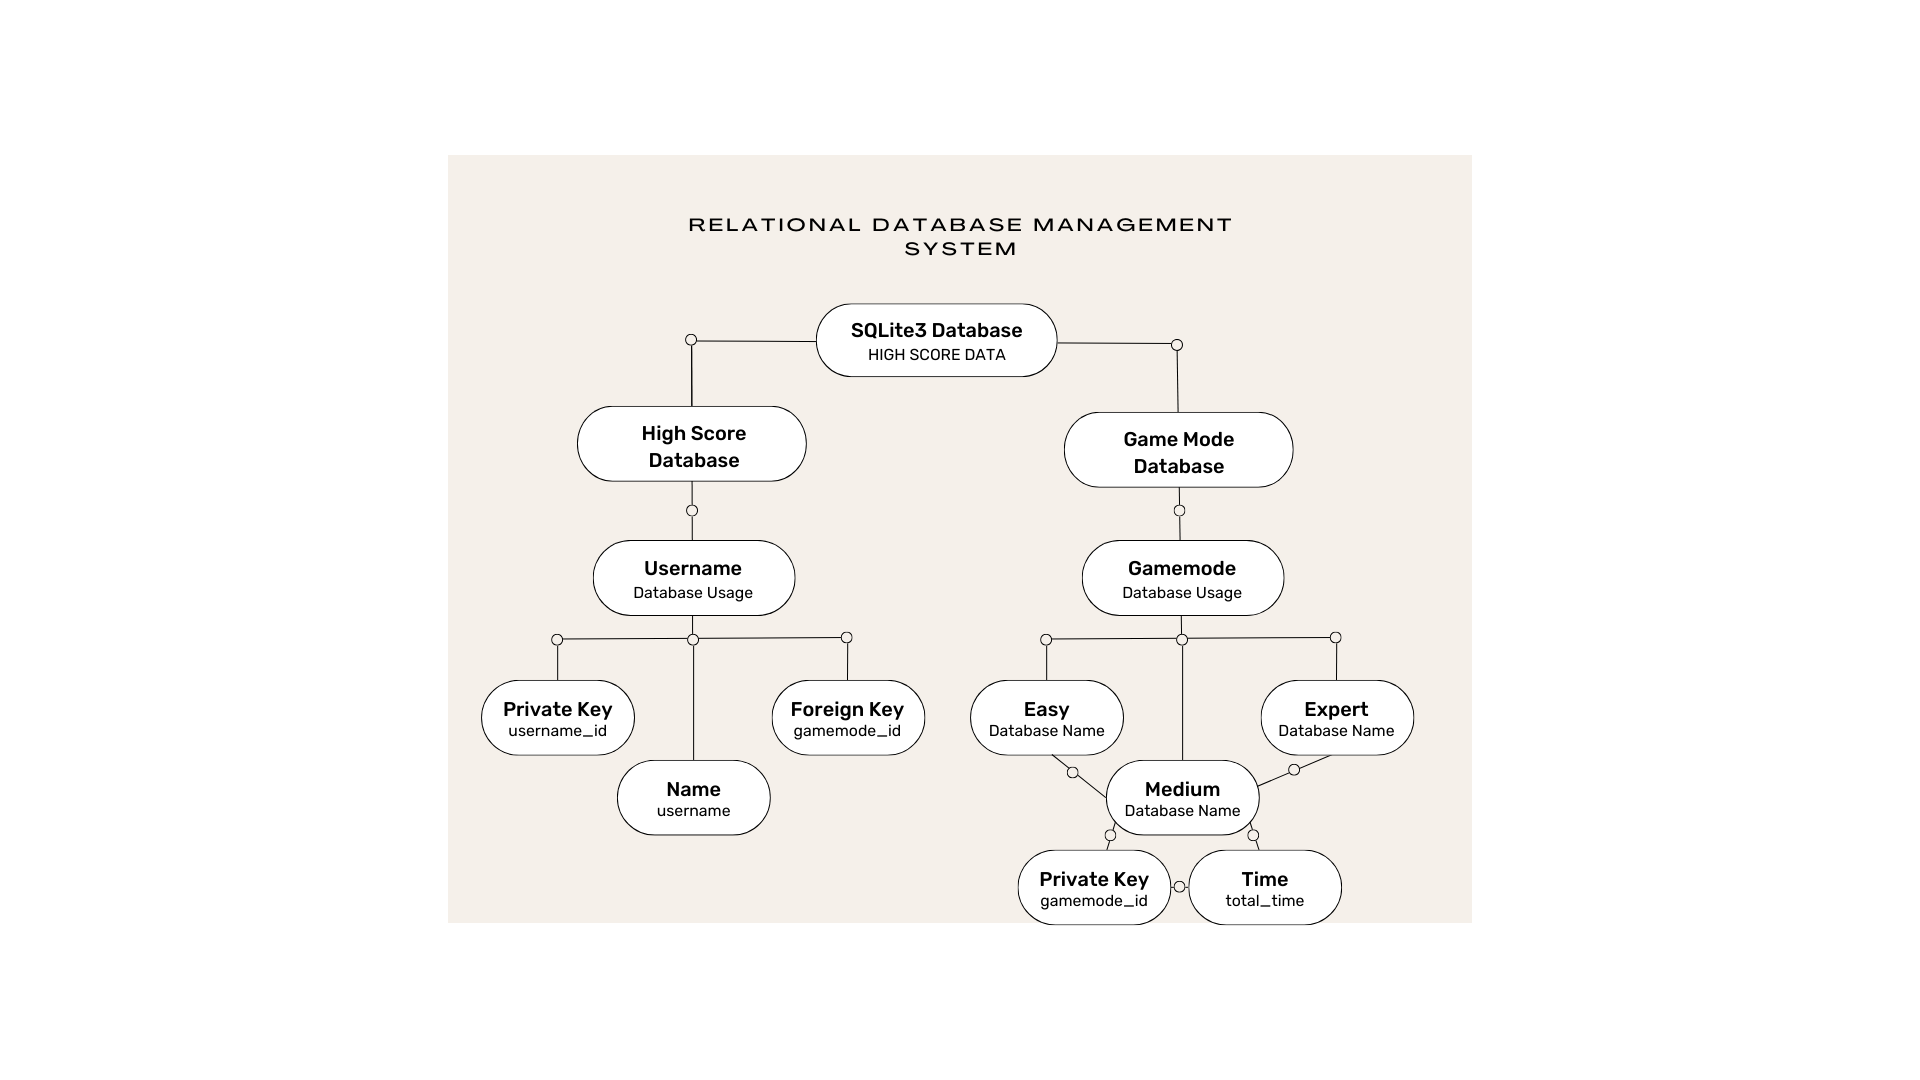 RELATIONAL DATABASE MANAGEMENT
SYSTEM
SQLite3 Database
HIGH SCORE DATA
High Score
Database
Game Mode
Database
Username
Database Usage
Gamemode
Database Usage
Private Key
username_id
Foreign Key
gamemode_id
Easy
Database Name
Expert
Database Name
Name
username
Medium
Database Name
Private Key
gamemode_id
Time
total_time